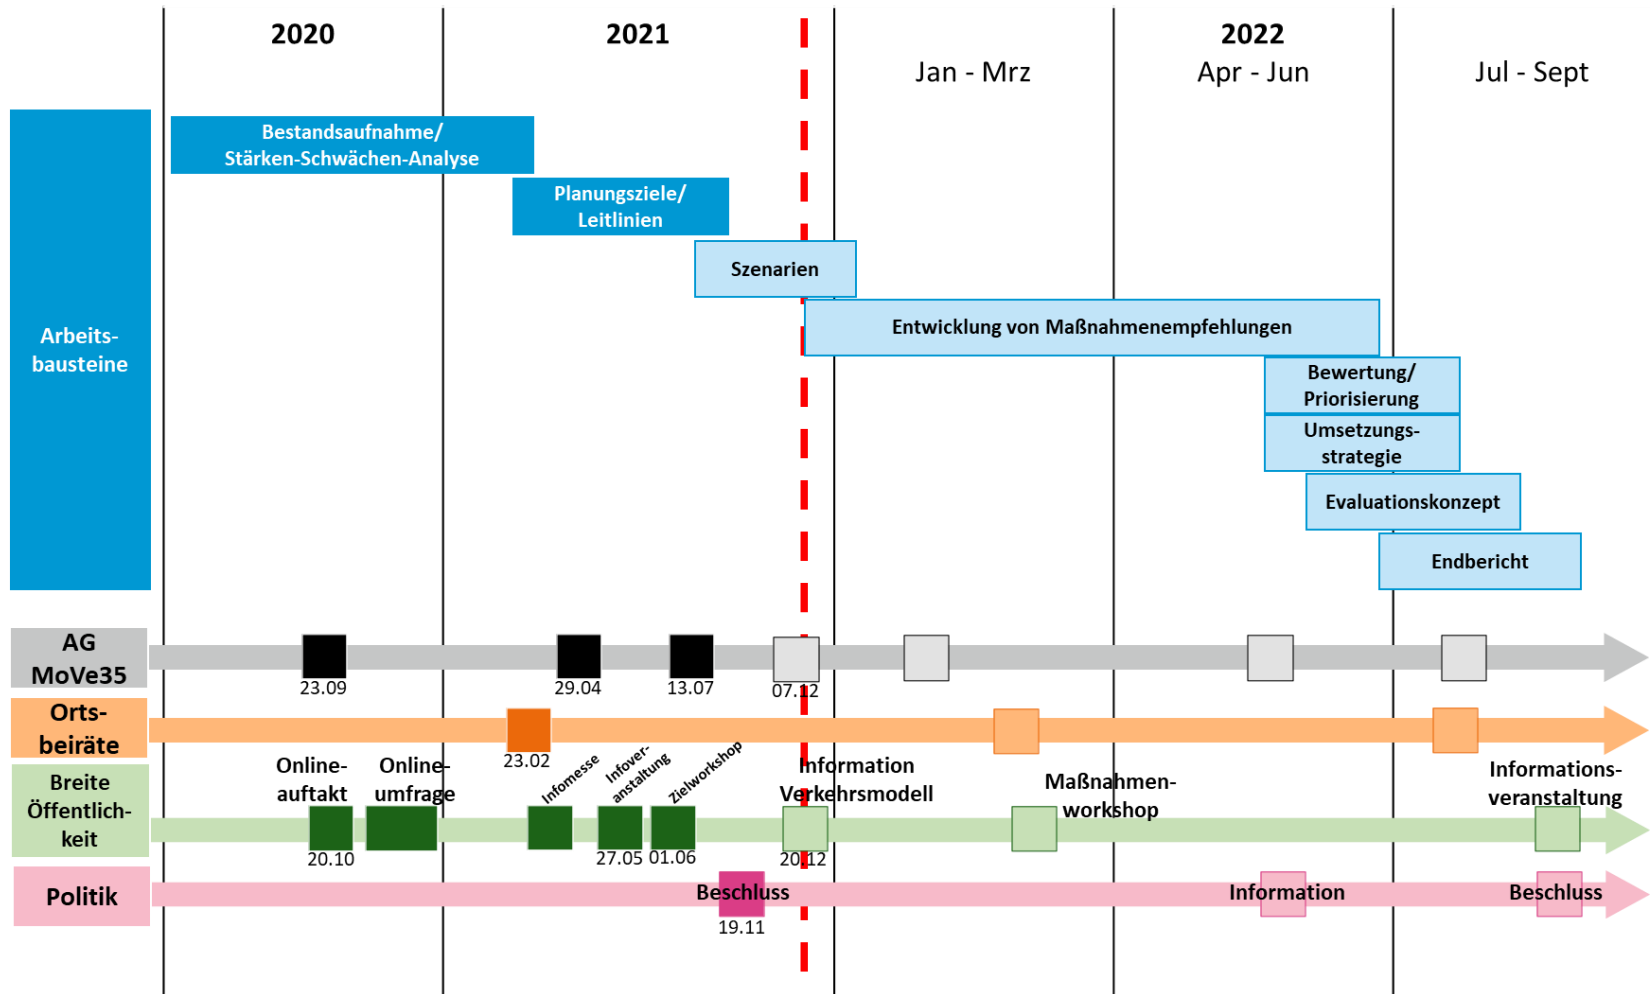 2020
2021
2022
Jan - Mrz
Apr - Jun
Jul - Sept
Arbeits-
bausteine
Bestandsaufnahme/
Stärken-Schwächen-Analyse
Planungsziele/
Leitlinien
Szenarien
Entwicklung von Maßnahmenempfehlungen
Bewertung/
Priorisierung
Umsetzungs-
strategie
Evaluationskonzept
Endbericht
AG
MoVe35
23.09
29.04
13.07
07.12
Orts-
beiräte
23.02
Breite
Öffentlich-
keit
Online-
auftakt
20.10
Online-
umfrage
Infomesse
Infover-
anstaltung
27.05
Zielworkshop
01.06
Information
Verkehrsmodell
20.12
Maßnahmen-
workshop
Informations-
veranstaltung
Politik
Beschluss
19.11
Information
Beschluss